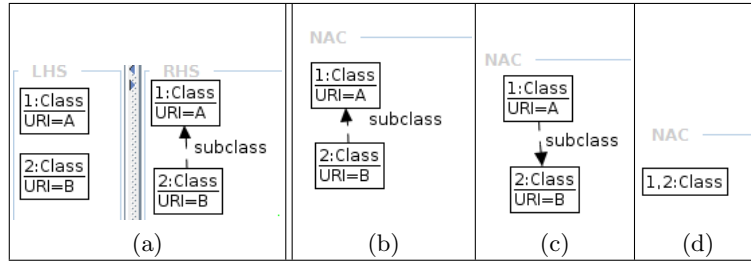 LHS
1:Class
URI=A
2:Class
URI=B
RHS
1:Class
URI=A
subclass
2:Class
URI=B
(a)
NAC
1:Class
URI=A
subclass
2:Class
URI=B
(b)
NAC
1:Class
URI=A
subclass
2:Class
URI=B
(c)
NAC
1,2:Class
(d)